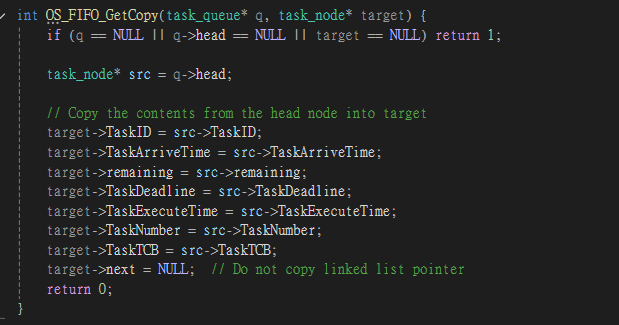 int OS_FIFO_GetCopy(task_queue* q, task_node* target) {
if (q == NULL || q->head == NULL || target == NULL) return 1;
task_node* src = q->head;
// Copy the contents from the head node into target
target->TaskID = src->TaskID;
target->TaskArriveTime = src->TaskArriveTime;
target->remaining = src->remaining;
target->TaskDeadline = src->TaskDeadline;
target->TaskExecuteTime = src->TaskExecuteTime;
target->TaskNumber = src->TaskNumber;
target->TaskTCB = src->TaskTCB;
target->next = NULL;  // Do not copy linked list pointer
return 0;
}